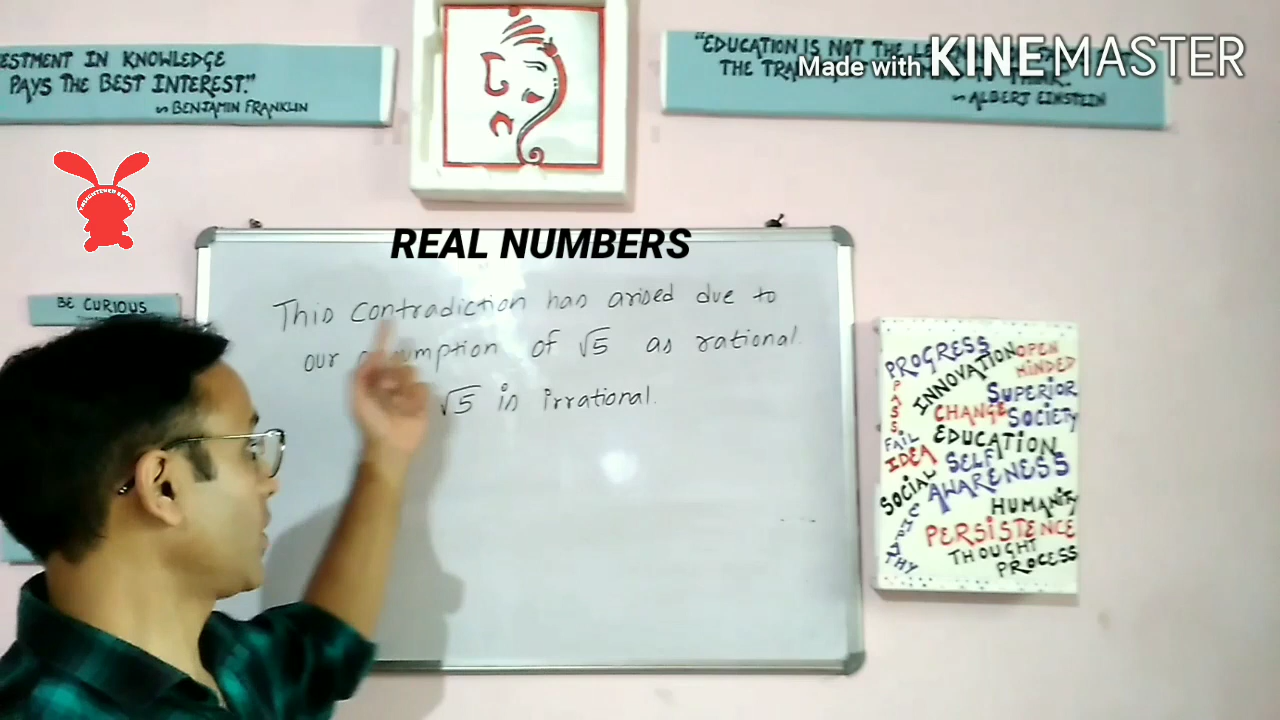 ESTMENT IN KNOWLEDGE
PAYS THE BEST INTEREST."
~ BENJAMIN FRANKLIN
"EDUCATION IS NOT THE
THE
~ ALBERT EINSTEIN
Made with KINEMASTER
REAL NUMBERS
BE CURIOUS
This contradiction has arised due to
our assumption of √5 as rational.
√5 is irrational.
PROGRESS
INNOVATION
OPEN
MINDED
PASS
SUPERIOR
CHANGE
SOCIETY
FAIL
EDUCATION
IDEA
SELF
AWARENESS
SOCIAL
HUMANITY
PERSISTENCE
THOUGHT
PROCESS